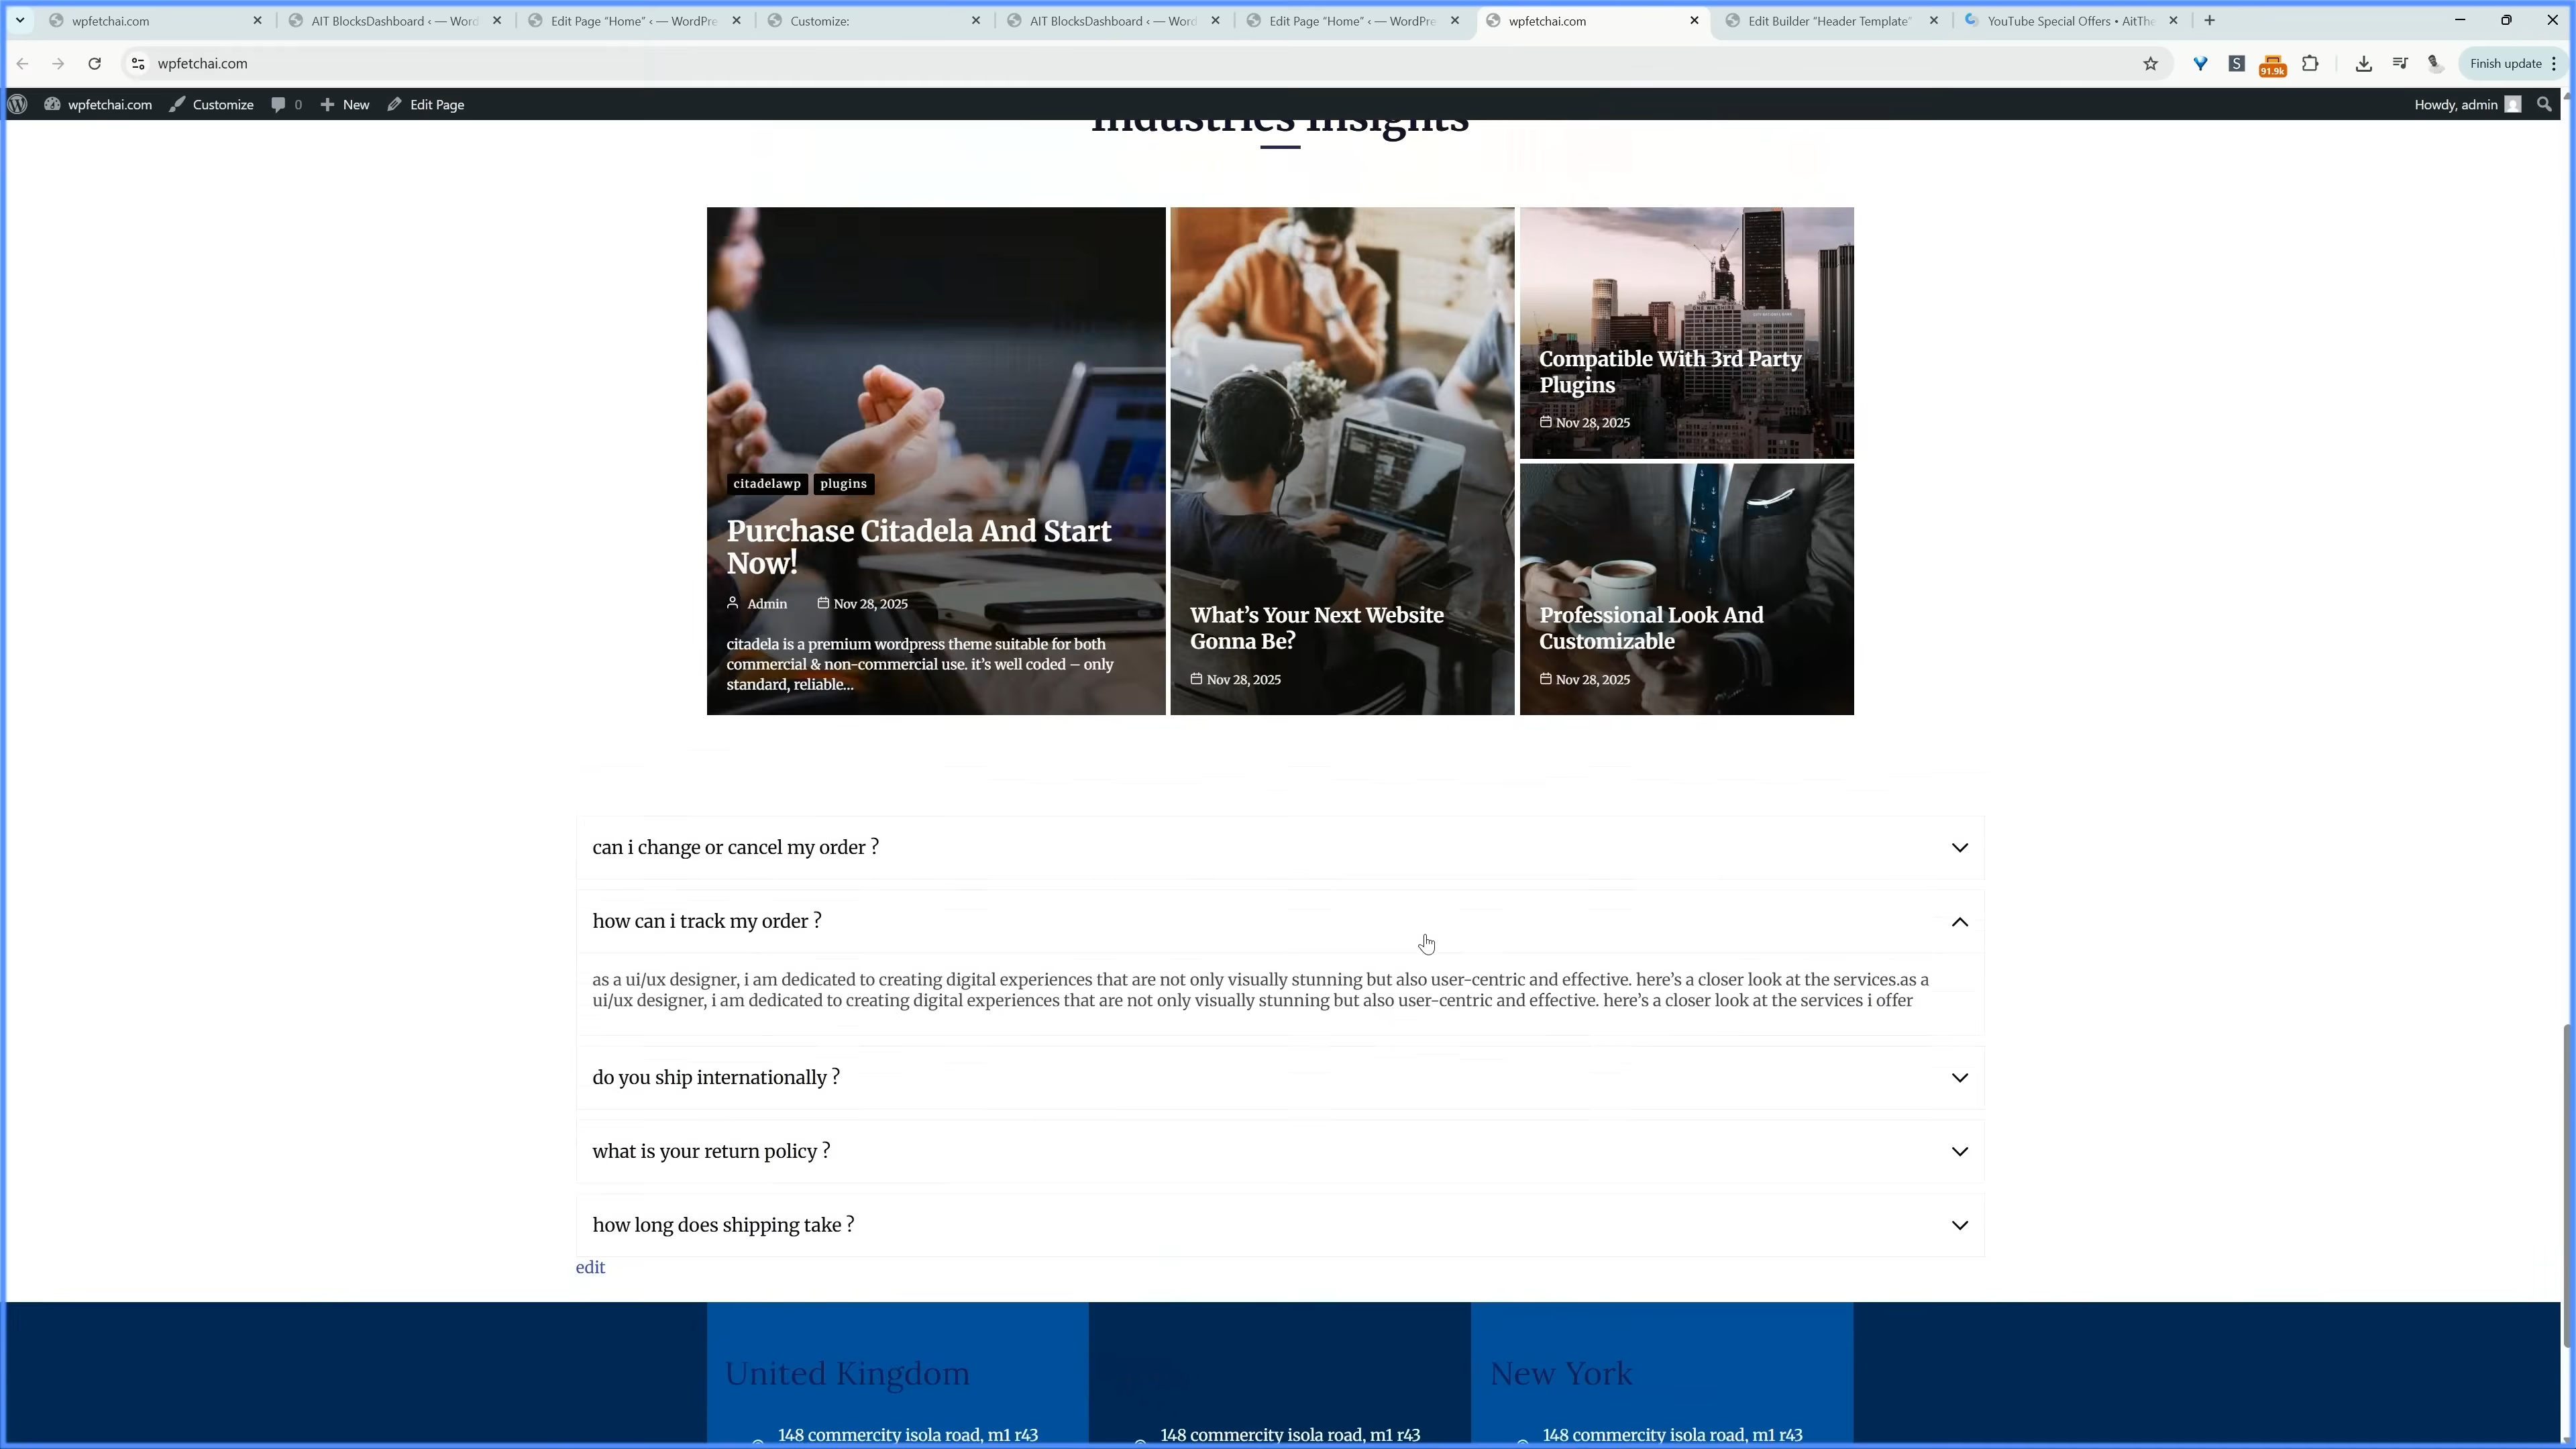 wpfetchai.com
AIT BlocksDashboard ‹ — Word
Edit Page “Home” ‹ — WordPre
Customize:
AIT BlocksDashboard ‹ — Word
Edit Page “Home” ‹ — WordPre
wpfetchai.com
Edit Builder “Header Template”
YouTube Special Offers • AitThe
wpfetchai.com
S
91.9k
Finish update
wpfetchai.com
Customize
0
New
Edit Page
Howdy, admin
Industries Insights
citadelawp
plugins
Purchase Citadela And Start
Now!
Admin
Nov 28, 2025
citadela is a premium wordpress theme suitable for both
commercial & non-commercial use. it’s well coded – only
standard, reliable...
What’s Your Next Website
Gonna Be?
Nov 28, 2025
Compatible With 3rd Party
Plugins
Nov 28, 2025
Professional Look And
Customizable
Nov 28, 2025
can i change or cancel my order ?
how can i track my order ?
as a ui/ux designer, i am dedicated to creating digital experiences that are not only visually stunning but also user-centric and effective. here’s a closer look at the services.as a
ui/ux designer, i am dedicated to creating digital experiences that are not only visually stunning but also user-centric and effective. here’s a closer look at the services i offer
do you ship internationally ?
what is your return policy ?
how long does shipping take ?
edit
United Kingdom
New York
148 commercity isola road, m1 r43
148 commercity isola road, m1 r43
148 commercity isola road, m1 r43